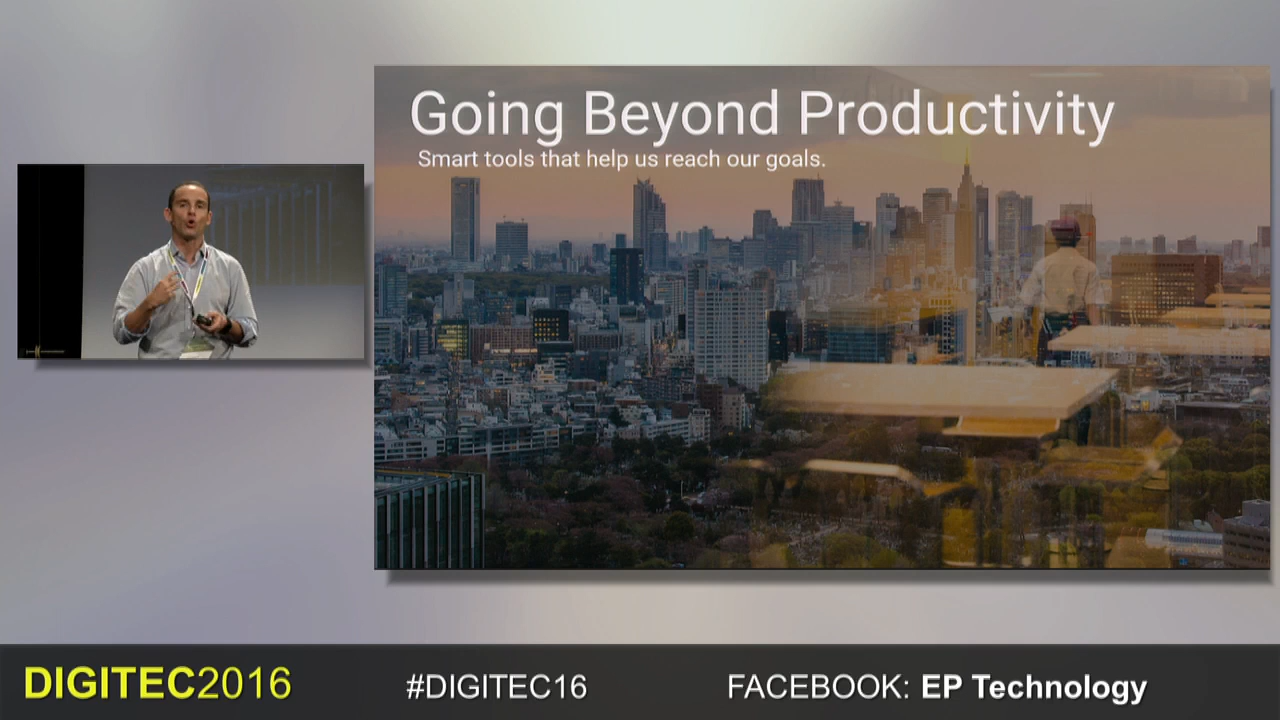 Going Beyond Productivity
Smart tools that help us reach our goals.
DIGITEC2016
#DIGITEC16
FACEBOOK: EP Technology